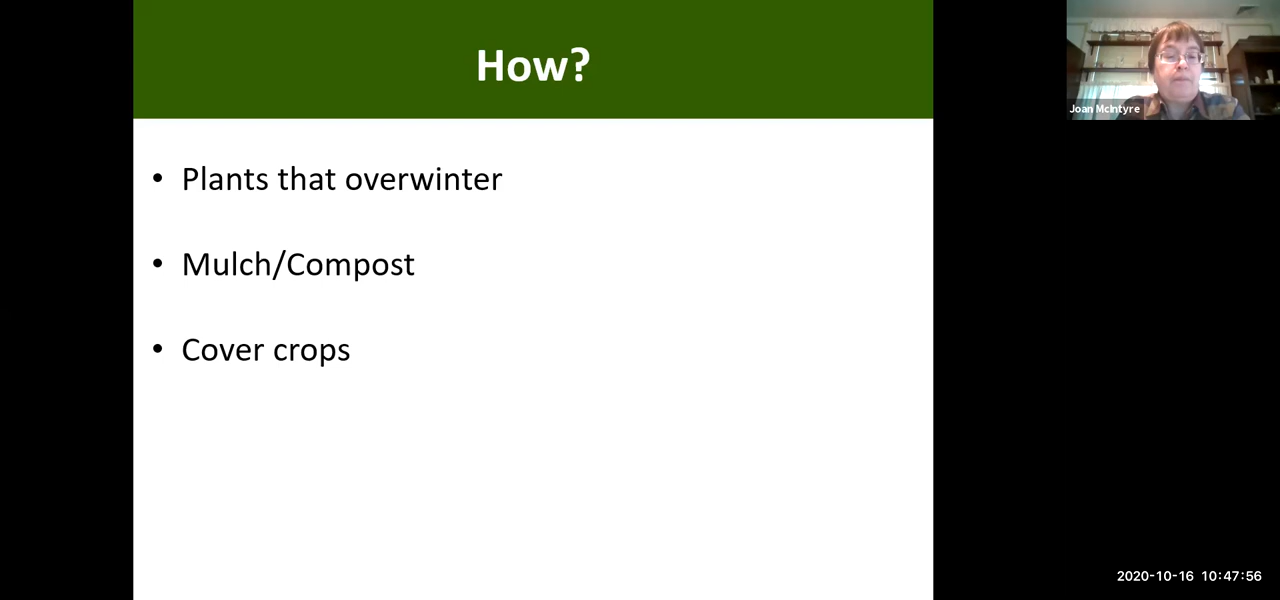 How?
• Plants that overwinter
• Mulch/Compost
• Cover crops
Joan McIntyre
2020-10-16 10:47:56